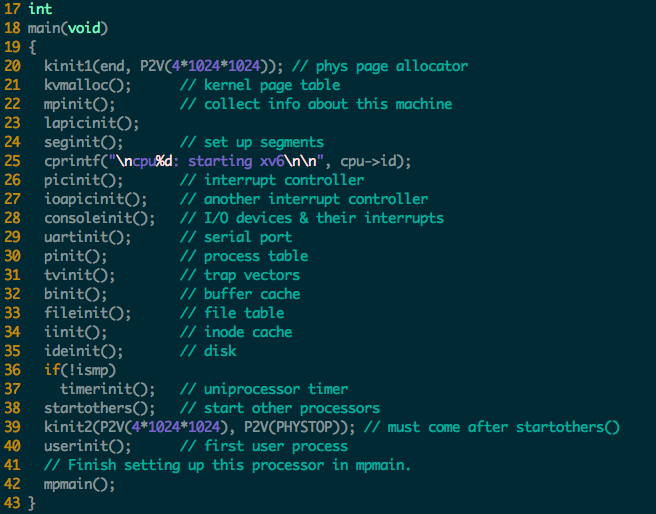 17 int
18 main(void)
19 {
20   kinit1(end, P2V(4*1024*1024)); // phys page allocator
21   kvmalloc();      // kernel page table
22   mpinit();        // collect info about this machine
23   lapicinit();
24   seginit();       // set up segments
25   cprintf("\ncpu%d: starting xv6\n\n", cpu->id);
26   picinit();       // interrupt controller
27   ioapicinit();    // another interrupt controller
28   consoleinit();   // I/O devices & their interrupts
29   uartinit();      // serial port
30   pinit();         // process table
31   tvinit();        // trap vectors
32   binit();         // buffer cache
33   fileinit();      // file table
34   iinit();         // inode cache
35   ideinit();       // disk
36   if(!ismp)
37     timerinit();   // uniprocessor timer
38   startothers();   // start other processors
39   kinit2(P2V(4*1024*1024), P2V(PHYSTOP)); // must come after startothers()
40   userinit();      // first user process
41   // Finish setting up this processor in mpmain.
42   mpmain();
43 }